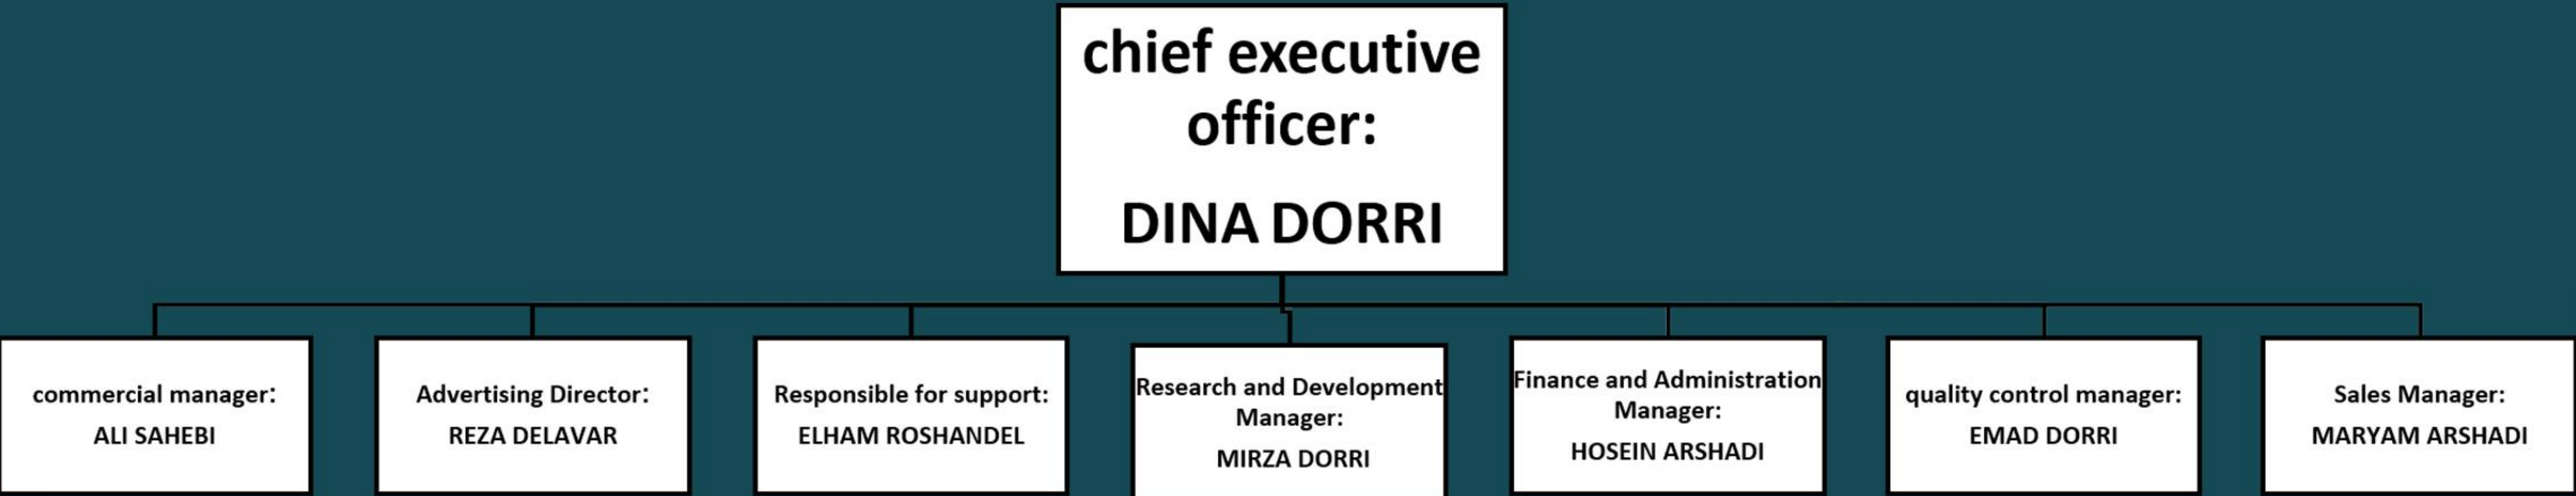 chief executive
officer:
DINA DORRI
commercial manager:
ALI SAHEBI
Advertising Director:
REZA DELAVAR
Responsible for support:
ELHAM ROSHANDEL
Research and Development
Manager:
MIRZA DORRI
Finance and Administration
Manager:
HOSEIN ARSHADI
quality control manager:
EMAD DORRI
Sales Manager:
MARYAM ARSHADI